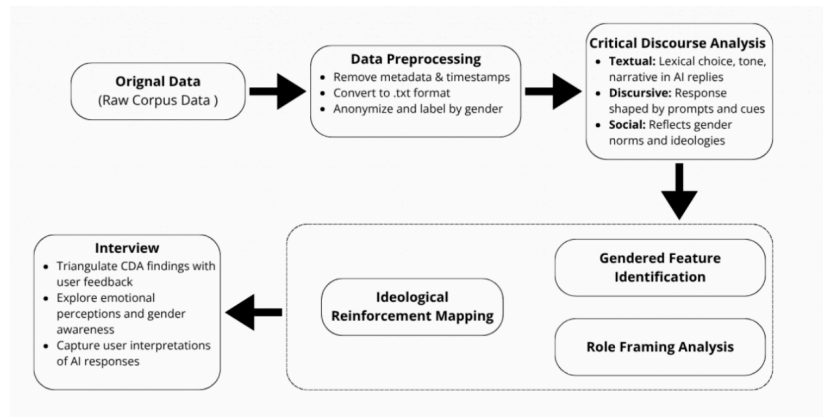 Orignal Data
(Raw Corpus Data )
Data Preprocessing
• Remove metadata & timestamps
• Convert to .txt format
• Anonymize and label by gender
Critical Discourse Analysis
• Textual: Lexical choice, tone,
narrative in AI replies
• Discursive: Response
shaped by prompts and cues
• Social: Reflects gender
norms and ideologies
Gendered Feature
Identification
Role Framing Analysis
Ideological
Reinforcement Mapping
Interview
• Triangulate CDA findings with
user feedback
• Explore emotional
perceptions and gender
awareness
• Capture user interpretations
of AI responses